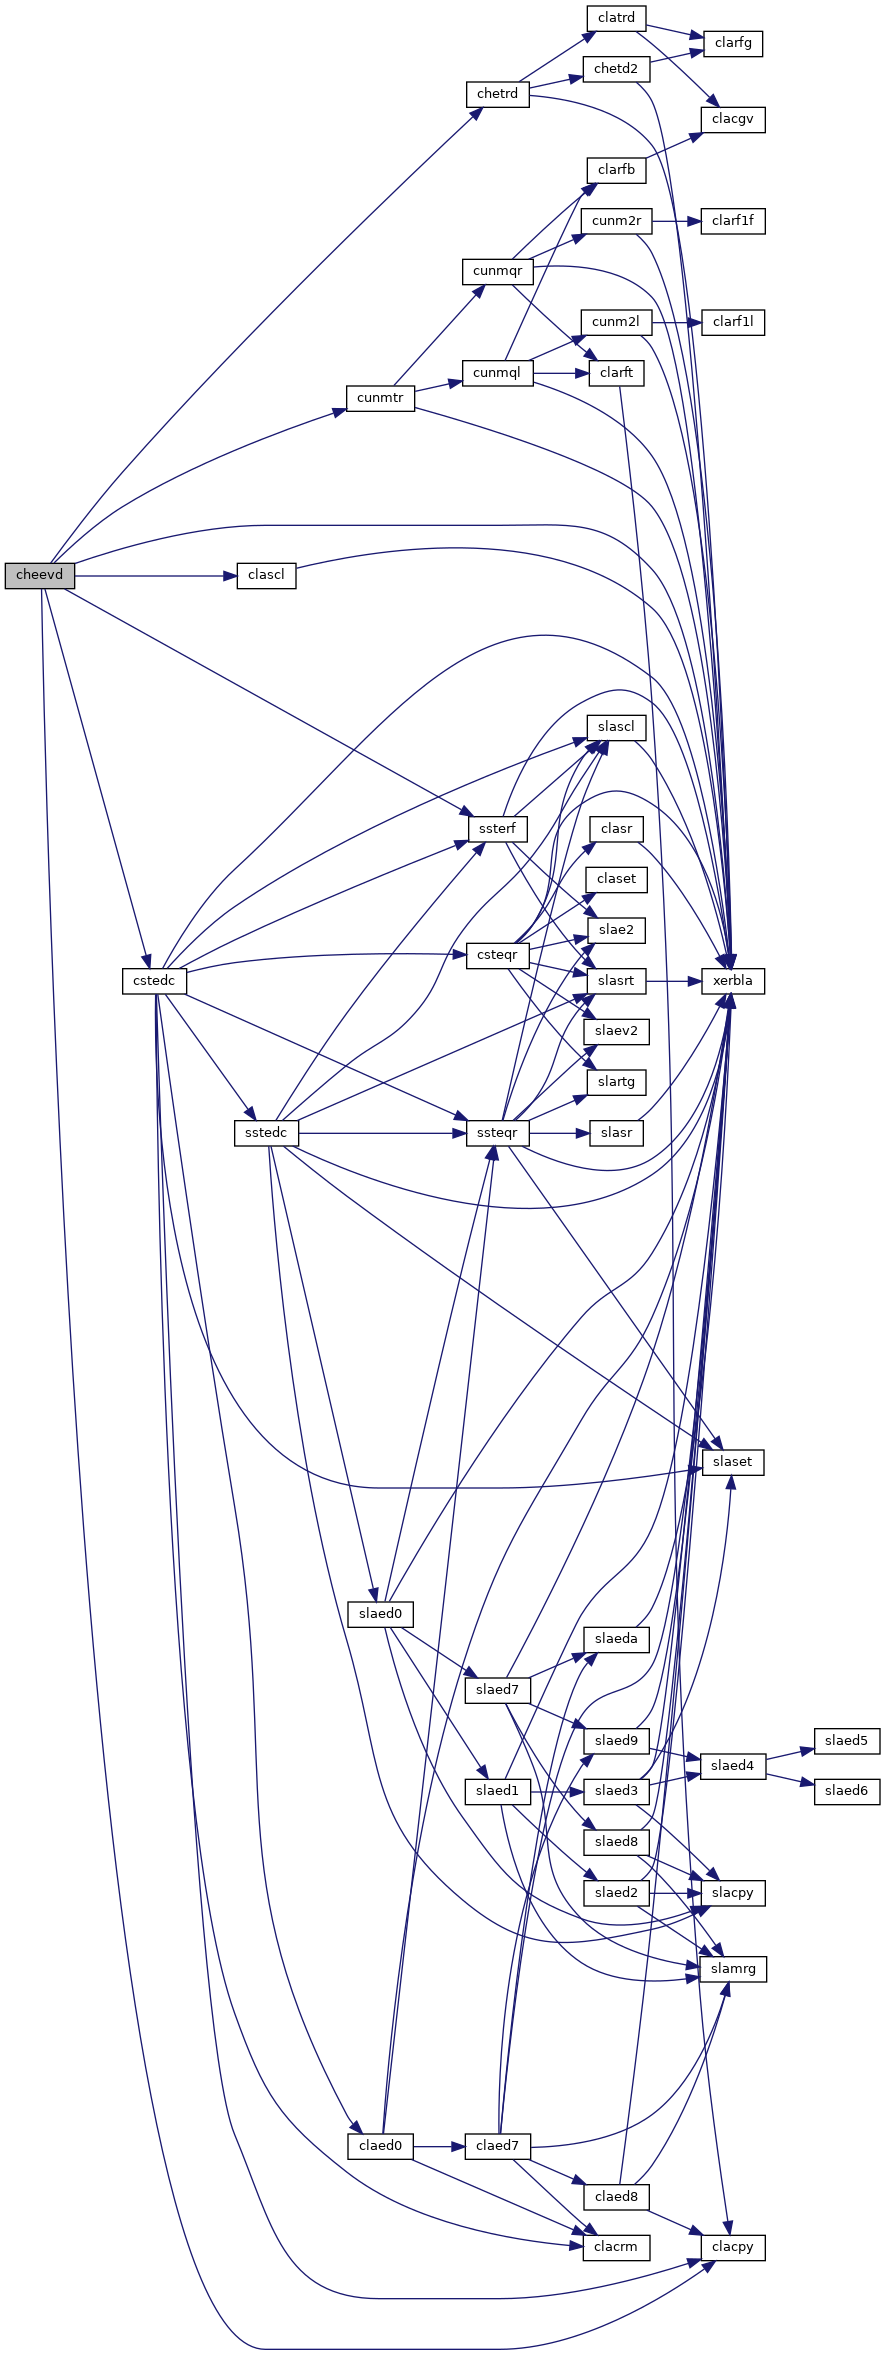 clatrd
clarfg
chetd2
chetrd
clacgv
clarfb
cunm2r
clarf1f
cunmqr
cunm2l
clarf1l
cunmql
clarft
cunmtr
cheevd
clascl
slascl
ssterf
clasr
claset
slae2
csteqr
cstedc
slasrt
xerbla
slaev2
slartg
sstedc
ssteqr
slasr
slaset
slaed0
slaeda
slaed7
slaed9
slaed5
slaed4
slaed1
slaed3
slaed6
slaed8
slaed2
slacpy
slamrg
claed0
claed7
claed8
clacrm
clacpy